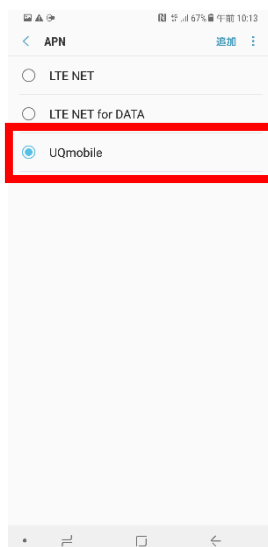 67% 午前 10:13
APN 追加
LTE NET
LTE NET for DATA
UQmobile